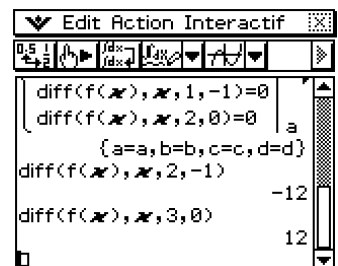 Edit Action Interactif
diff(f(x),x,1,-1)=0
diff(f(x),x,2,0)=0
a
{a=a,b=b,c=c,d=d}
diff(f(x),x,2,-1)
-12
diff(f(x),x,3,0)
12